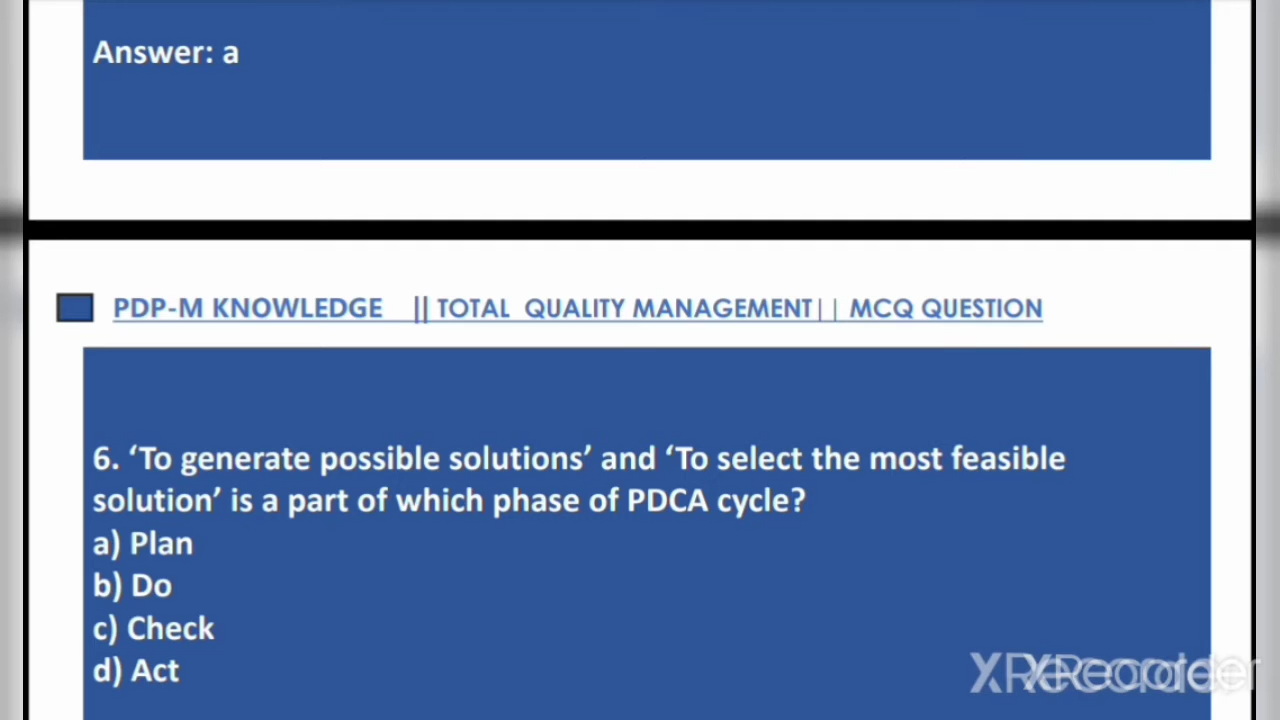 Answer: a
PDP-M KNOWLEDGE || TOTAL QUALITY MANAGEMENT|| MCQ QUESTION
6. ‘To generate possible solutions’ and ‘To select the most feasible
solution’ is a part of which phase of PDCA cycle?
a) Plan
b) Do
c) Check
d) Act
XRecorder